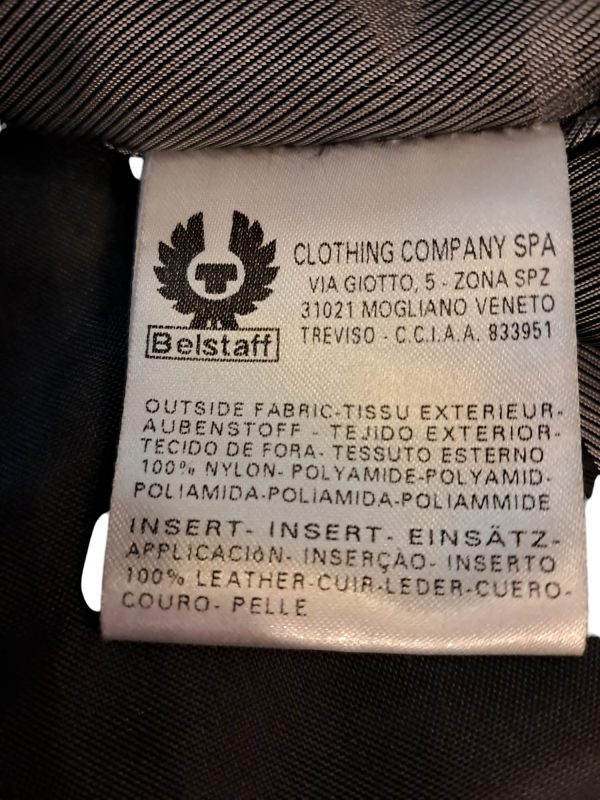 CLOTHING COMPANY SPA
VIA GIOTTO, 5 - ZONA SPZ
31021 MOGLIANO VENETO
TREVISO - C.C.I.A.A. 833951
Belstaff
OUTSIDE FABRIC-TISSU EXTERIEUR-
AUBENSTOFF - TEJIDO EXTERIOR-
TECIDO DE FORA- TESSUTO ESTERNO
100% NYLON- POLYAMIDE-POLYAMID-
POLIAMIDA-POLIAMIDA-POLIAMMIDE
INSERT- INSERT- EINSÄTZ-
APPLICACIÓN- INSERÇAO- INSERTO
100% LEATHER-CUIR-LEDER-CUERO-
COURO- PELLE